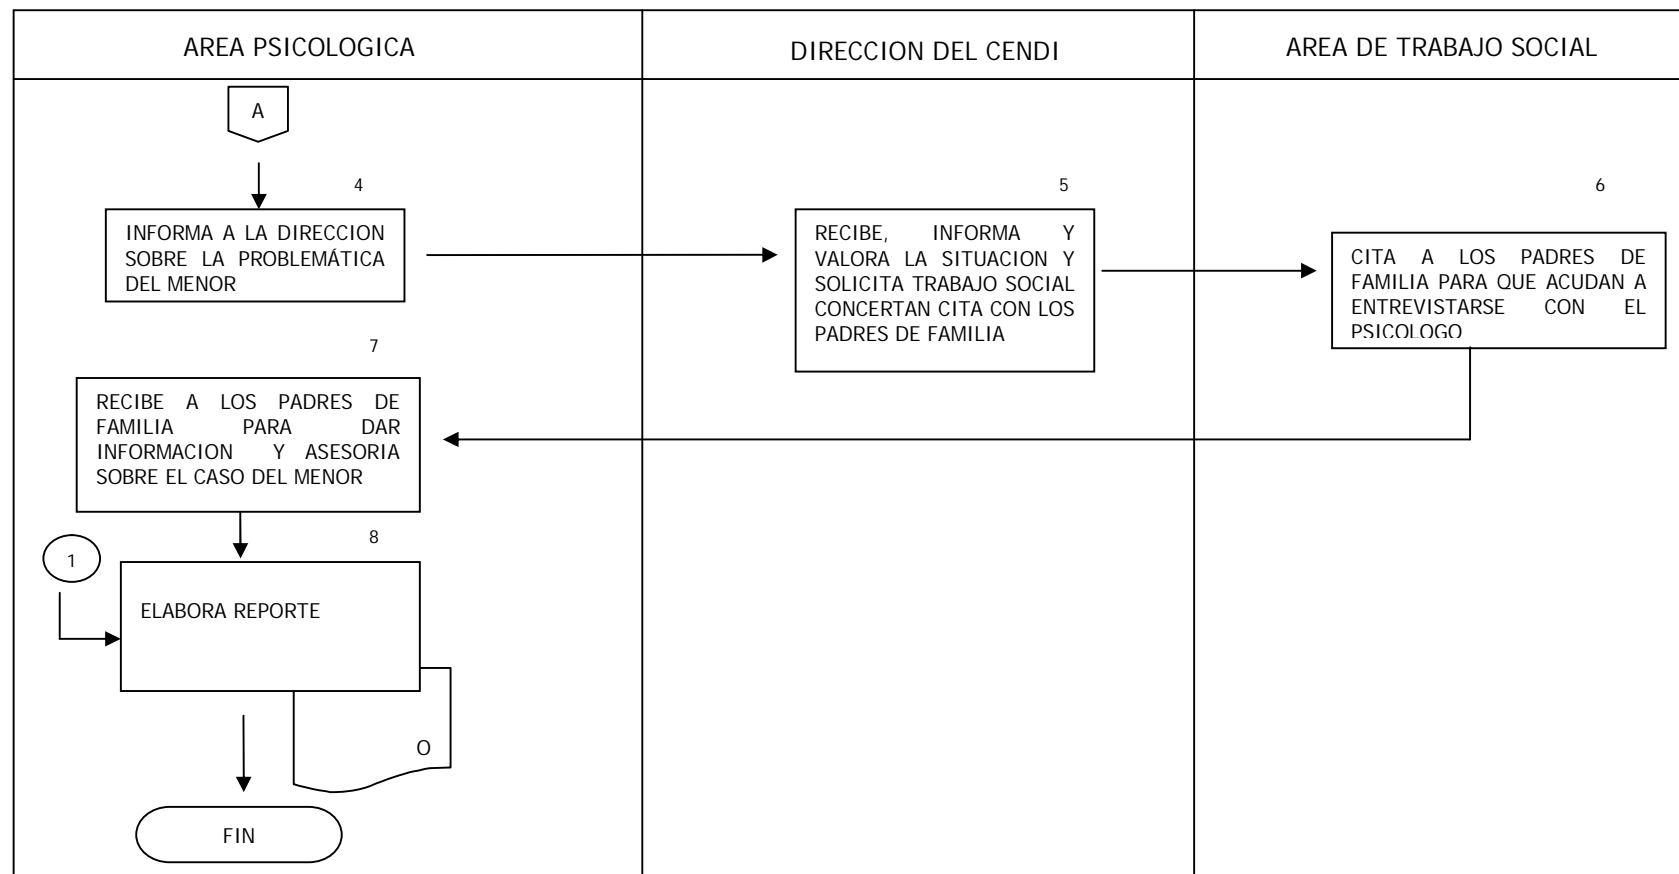 AREA PSICOLOGICA
DIRECCION DEL CENDI
AREA DE TRABAJO SOCIAL
A
4
INFORMA A LA DIRECCION
SOBRE LA PROBLEMÁTICA
DEL MENOR
5
RECIBE, INFORMA Y
VALORA LA SITUACION Y
SOLICITA TRABAJO SOCIAL
CONCERTAN CITA CON LOS
PADRES DE FAMILIA
6
CITA A LOS PADRES DE
FAMILIA PARA QUE ACUDAN A
ENTREVISTARSE CON EL
PSICOLOGO
7
RECIBE A LOS PADRES DE
FAMILIA PARA DAR
INFORMACION Y ASESORIA
SOBRE EL CASO DEL MENOR
8
1
ELABORA REPORTE
O
FIN